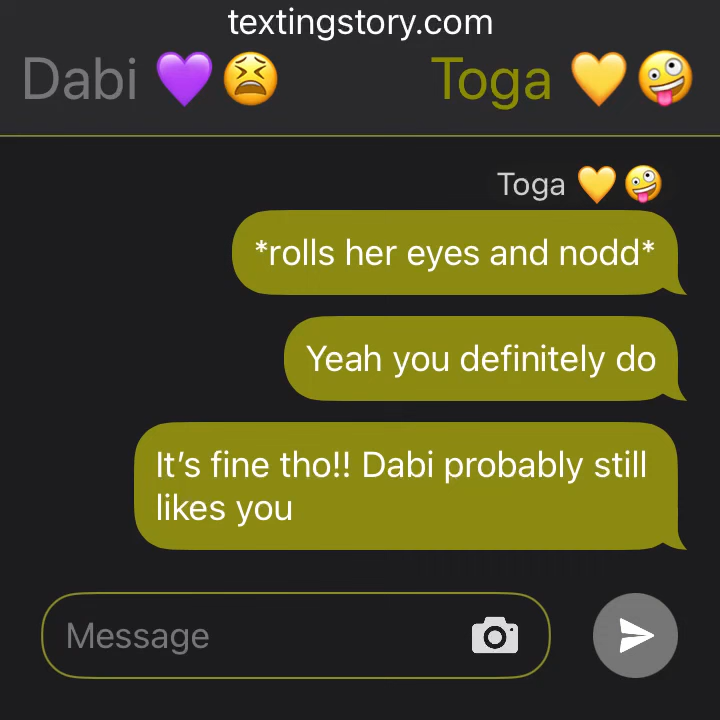 textingstory.com
Dabi 💜😫 Toga 💛🤪
Toga 💛🤪
*rolls her eyes and nodd*
Yeah you definitely do
It’s fine tho!! Dabi probably still
likes you
Message